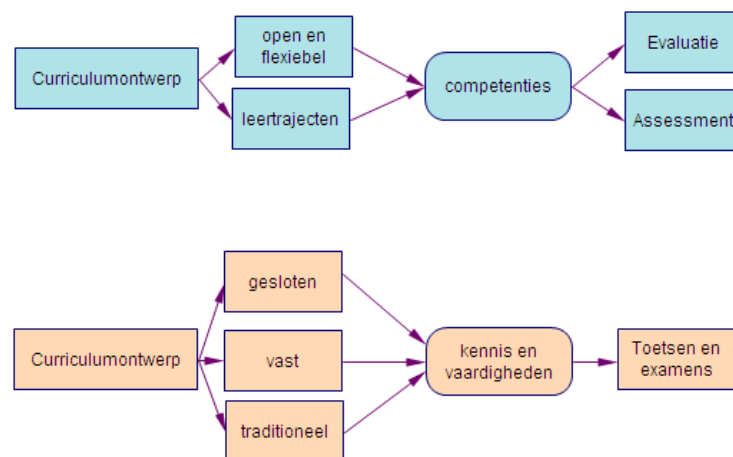 Curriculumontwerp
open en
flexiebel
leertrajecten
competenties
Evaluatie
Assessment
Curriculumontwerp
gesloten
vast
traditioneel
kennis en
vaardigheden
Toetsen en
examens